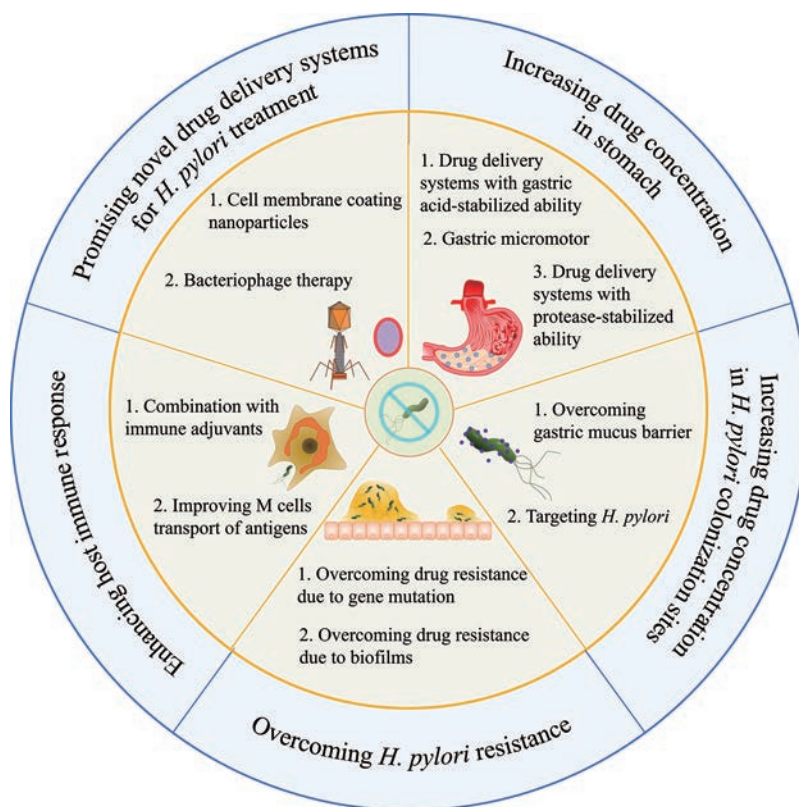 Promising novel drug delivery systems
for H. pylori treatment
1. Cell membrane coating
nanoparticles
2. Bacteriophage therapy
Increasing drug concentration
in stomach
1. Drug delivery
systems with gastric
acid-stabilized ability
2. Gastric micromotor
3. Drug delivery
systems with
protease-stabilized
ability
Increasing drug concentration
in H. pylori colonization sites
1. Overcoming
gastric mucus barrier
2. Targeting H. pylori
Overcoming H. pylori resistance
1. Overcoming drug resistance
due to gene mutation
2. Overcoming drug resistance
due to biofilms
Enhancing host immune response
1. Combination with
immune adjuvants
2. Improving M cells
transport of antigens